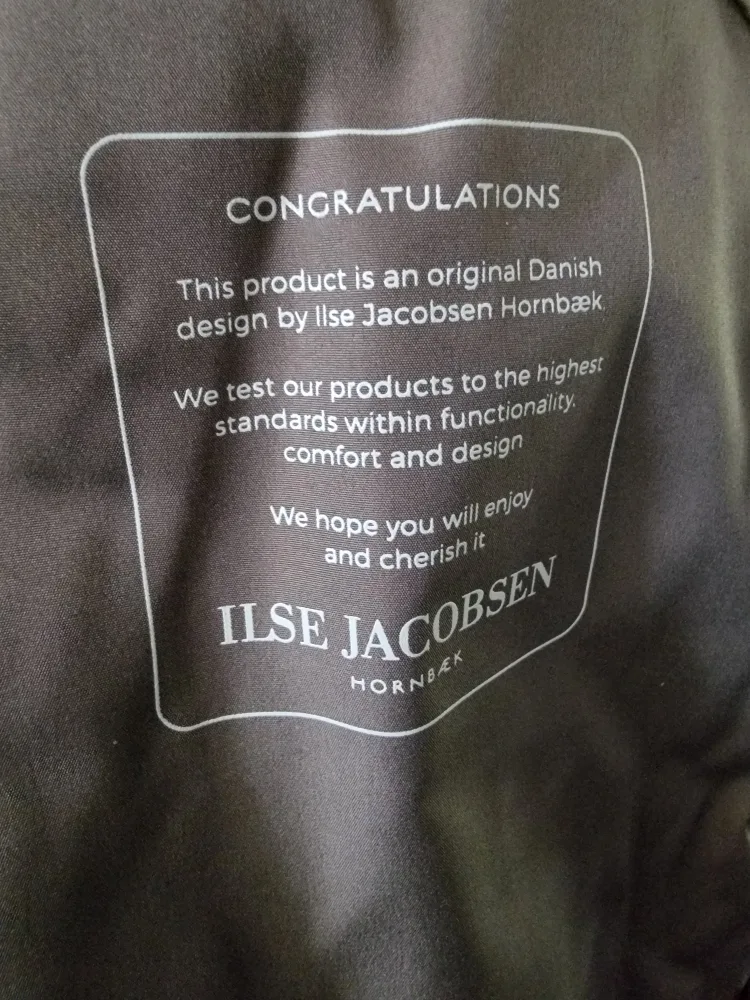 CONGRATULATIONS
This product is an original Danish
design by Ilse Jacobsen Hornbæk.
We test our products to the highest
standards within functionality,
comfort and design
We hope you will enjoy
and cherish it
ILSE JACOBSEN
HORNBÆK